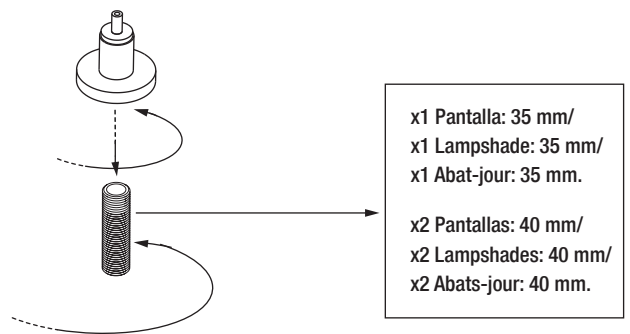 x1 Pantalla: 35 mm/
x1 Lampshade: 35 mm/
x1 Abat-jour: 35 mm.
x2 Pantallas: 40 mm/
x2 Lampshades: 40 mm/
x2 Abats-jour: 40 mm.